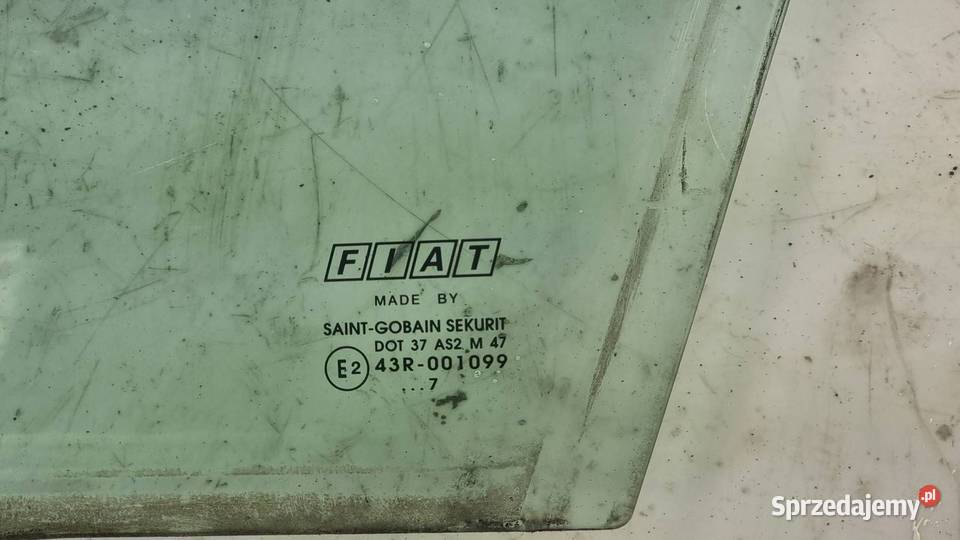 FIAT
MADE BY
SAINT-GOBAIN SEKURIT
DOT 37 AS2 M 47
E2 43R-001099
...7
Sprzedajemy.pl